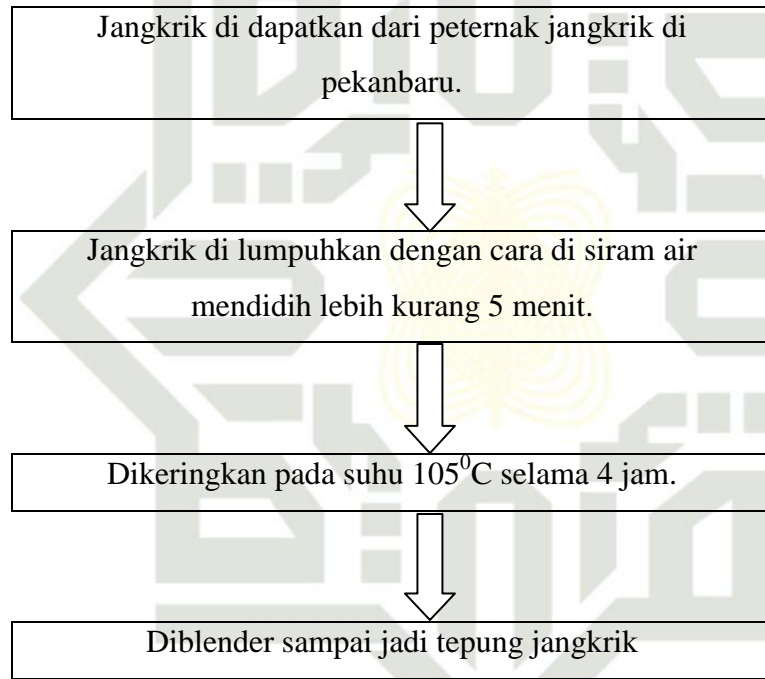 Jangkrik di dapatkan dari peternak jangkrik di
pekanbaru.
Jangkrik di lumpuhkan dengan cara di siram air
mendidih lebih kurang 5 menit.
Dikeringkan pada suhu 105⁰C selama 4 jam.
Diblender sampai jadi tepung jangkrik